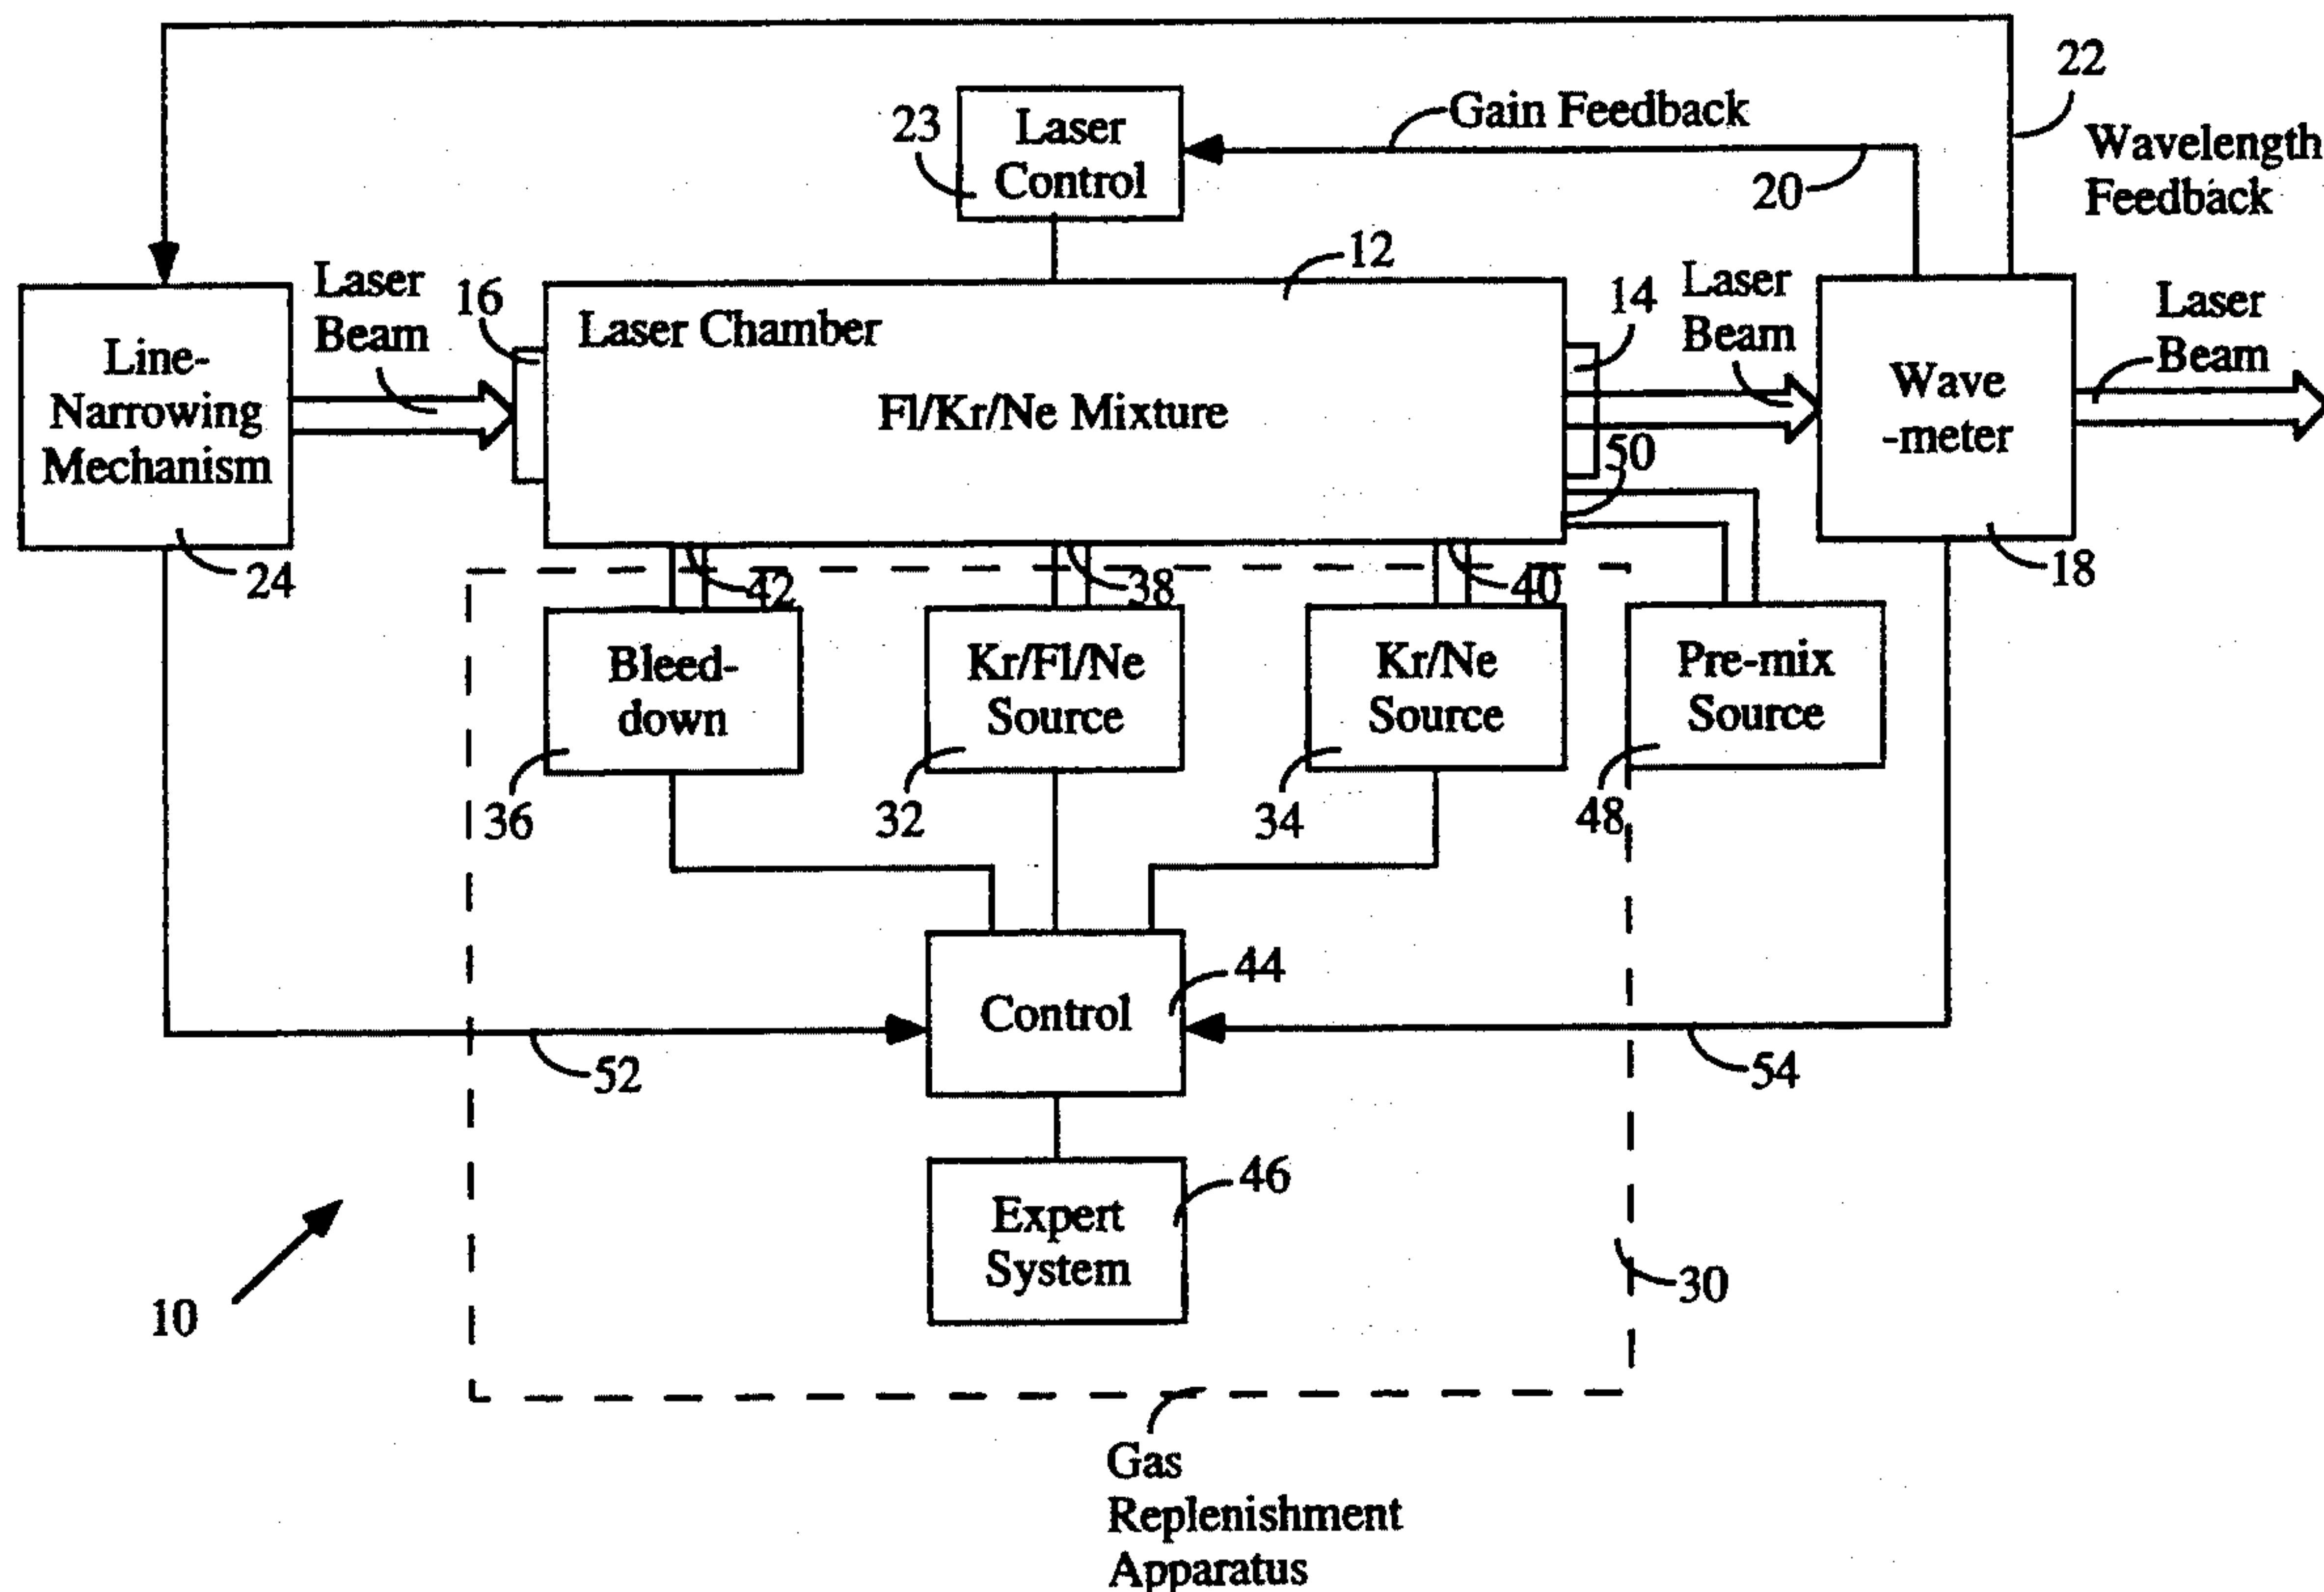 22
Gain Feedback
23
Laser
Control
Wavelength
Feedback
20
12
Laser
Beam
16
Laser Chamber
14
Laser
Beam
Laser
Beam
Line-
Narrowing
Mechanism
Fl/Kr/Ne Mixture
Wave
-meter
50
24
42
38
40
18
Bleed-
down
Kr/Fl/Ne
Source
Kr/Ne
Source
Pre-mix
Source
36
32
34
48
44
Control
52
54
46
Expert
System
30
10
Gas
Replenishment
Apparatus